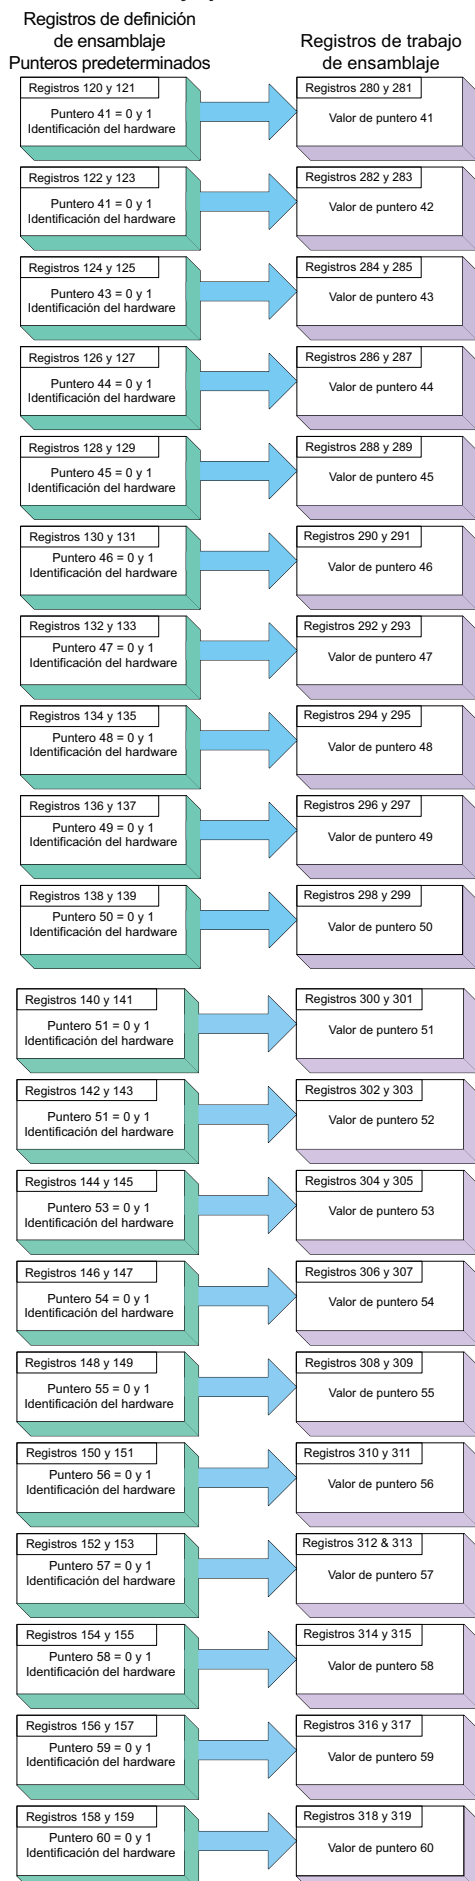 Registros de definición
de ensamblaje
Punteros predeterminados
Registros de trabajo
de ensamblaje
Registros 120 y 121
Puntero 41 = 0 y 1
Identificación del hardware
Registros 280 y 281
Valor de puntero 41
Registros 122 y 123
Puntero 41 = 0 y 1
Identificación del hardware
Registros 282 y 283
Valor de puntero 42
Registros 124 y 125
Puntero 43 = 0 y 1
Identificación del hardware
Registros 284 y 285
Valor de puntero 43
Registros 126 y 127
Puntero 44 = 0 y 1
Identificación del hardware
Registros 286 y 287
Valor de puntero 44
Registros 128 y 129
Puntero 45 = 0 y 1
Identificación del hardware
Registros 288 y 289
Valor de puntero 45
Registros 130 y 131
Puntero 46 = 0 y 1
Identificación del hardware
Registros 290 y 291
Valor de puntero 46
Registros 132 y 133
Puntero 47 = 0 y 1
Identificación del hardware
Registros 292 y 293
Valor de puntero 47
Registros 134 y 135
Puntero 48 = 0 y 1
Identificación del hardware
Registros 294 y 295
Valor de puntero 48
Registros 136 y 137
Puntero 49 = 0 y 1
Identificación del hardware
Registros 296 y 297
Valor de puntero 49
Registros 138 y 139
Puntero 50 = 0 y 1
Identificación del hardware
Registros 298 y 299
Valor de puntero 50
Registros 140 y 141
Puntero 51 = 0 y 1
Identificación del hardware
Registros 300 y 301
Valor de puntero 51
Registros 142 y 143
Puntero 51 = 0 y 1
Identificación del hardware
Registros 302 y 303
Valor de puntero 52
Registros 144 y 145
Puntero 53 = 0 y 1
Identificación del hardware
Registros 304 y 305
Valor de puntero 53
Registros 146 y 147
Puntero 54 = 0 y 1
Identificación del hardware
Registros 306 y 307
Valor de puntero 54
Registros 148 y 149
Puntero 55 = 0 y 1
Identificación del hardware
Registros 308 y 309
Valor de puntero 55
Registros 150 y 151
Puntero 56 = 0 y 1
Identificación del hardware
Registros 310 y 311
Valor de puntero 56
Registros 152 y 153
Puntero 57 = 0 y 1
Identificación del hardware
Registros 312 & 313
Valor de puntero 57
Registros 154 y 155
Puntero 58 = 0 y 1
Identificación del hardware
Registros 314 y 315
Valor de puntero 58
Registros 156 y 157
Puntero 59 = 0 y 1
Identificación del hardware
Registros 316 y 317
Valor de puntero 59
Registros 158 y 159
Puntero 60 = 0 y 1
Identificación del hardware
Registros 318 y 319
Valor de puntero 60